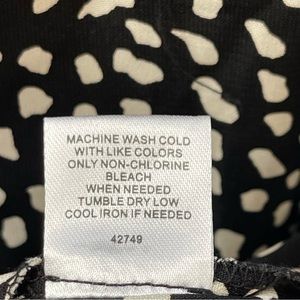 MACHINE WASH COLD
WITH LIKE COLORS
ONLY NON-CHLORINE
BLEACH
WHEN NEEDED
TUMBLE DRY LOW
COOL IRON IF NEEDED
42749